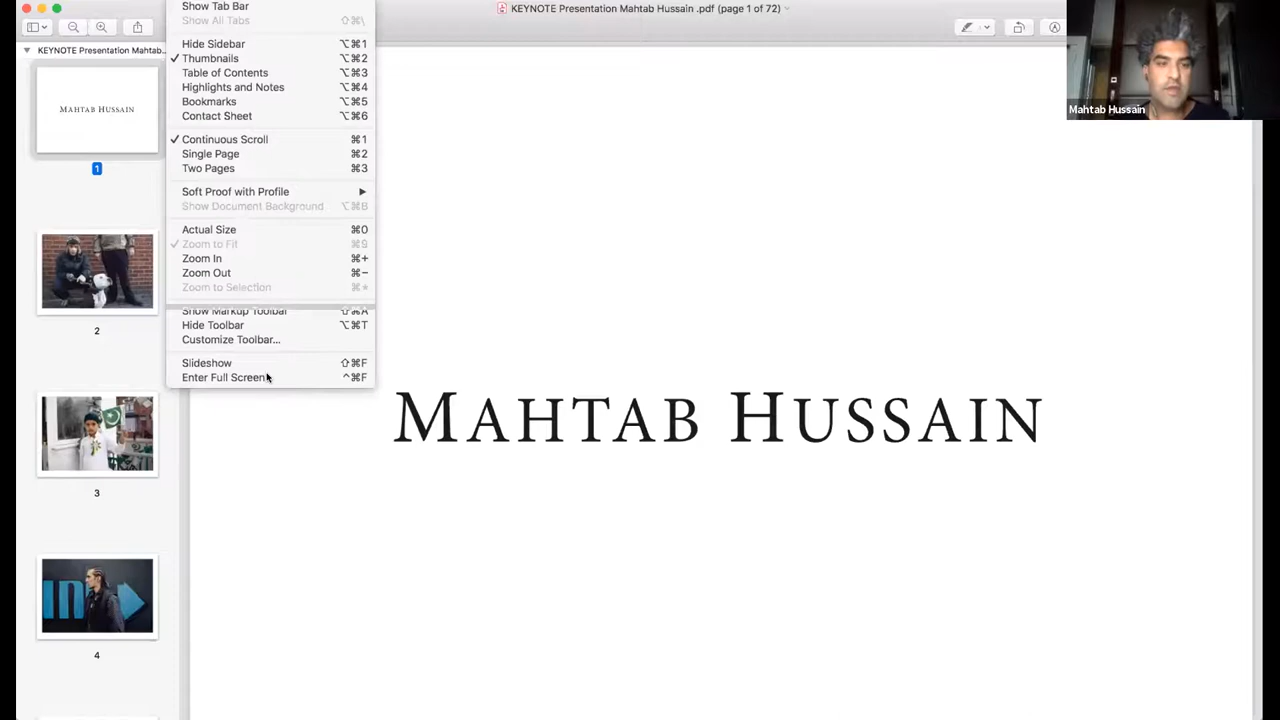 KEYNOTE Presentation Mahtab Hussain .pdf (page 1 of 72)
KEYNOTE Presentation Mahtab...
MAHTAB HUSSAIN
1
2
3
4
Show Tab Bar
Show All Tabs ⇧⌘\
Hide Sidebar ⌥⌘1
✓ Thumbnails ⌥⌘2
Table of Contents ⌥⌘3
Highlights and Notes ⌥⌘4
Bookmarks ⌥⌘5
Contact Sheet ⌥⌘6
✓ Continuous Scroll ⌘1
Single Page ⌘2
Two Pages ⌘3
Soft Proof with Profile
Show Document Background ⌥⌘B
Actual Size ⌘0
✓ Zoom to Fit ⌘9
Zoom In ⌘+
Zoom Out ⌘−
Zoom to Selection ⌘*
Show Markup Toolbar ⇧⌘A
Hide Toolbar ⌥⌘T
Customize Toolbar...
Slideshow ⇧⌘F
Enter Full Screen ^⌘F
MAHTAB HUSSAIN
Mahtab Hussain